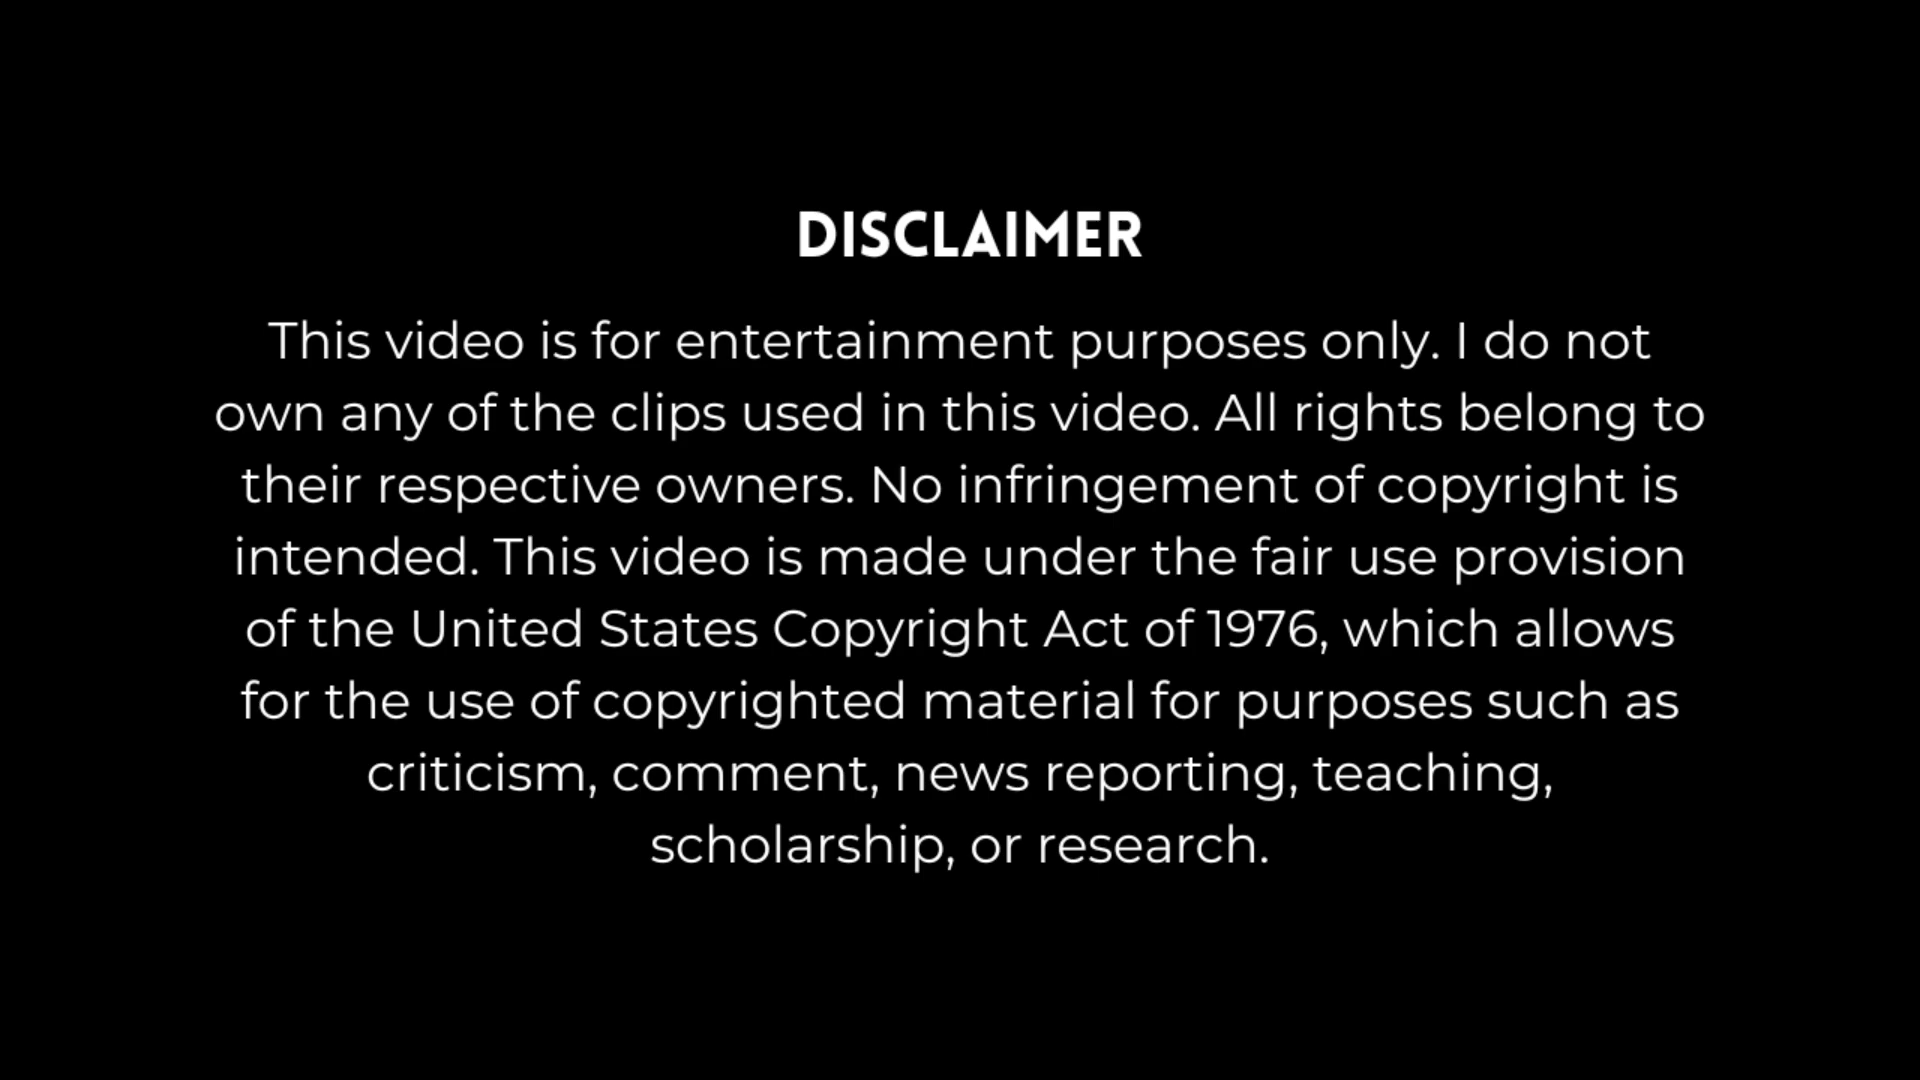 DISCLAIMER
This video is for entertainment purposes only. I do not
own any of the clips used in this video. All rights belong to
their respective owners. No infringement of copyright is
intended. This video is made under the fair use provision
of the United States Copyright Act of 1976, which allows
for the use of copyrighted material for purposes such as
criticism, comment, news reporting, teaching,
scholarship, or research.